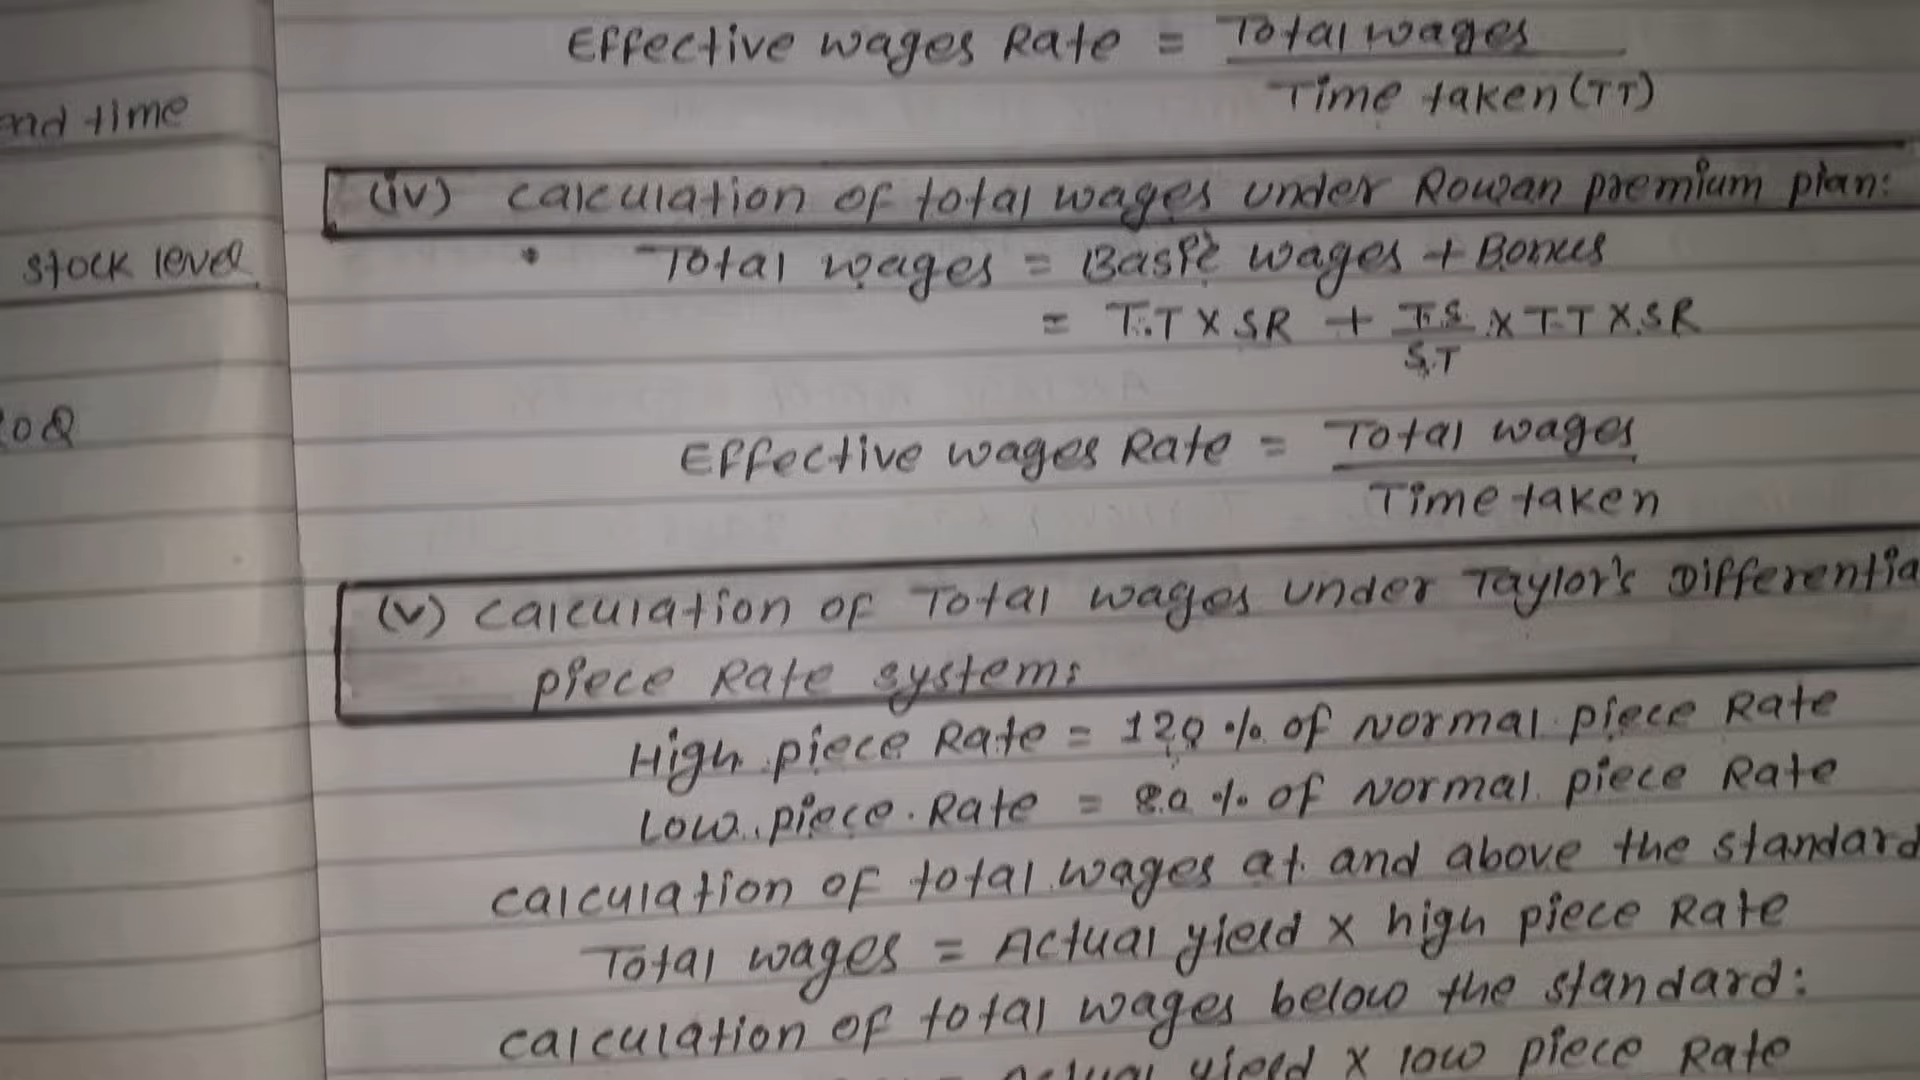 end time
stock level
Effective wages Rate = Total wages
Time taken (TT)
(iv) calculation of total wages under Rowan premium plan:
• Total wages = Basic wages + Bonus
= T.T X SR + T.S X T.T X SR
S.T
Effective wages Rate = Total wages
Time taken
(v) calculation of Total wages under Taylor's Differentia
piece Rate system:
High piece Rate = 120 % of Normal piece Rate
Low piece Rate = 80 % of Normal piece Rate
calculation of total wages at and above the standard
Total wages = Actual yield x high piece Rate
calculation of total wages below the standard:
= Actual yield x low piece Rate